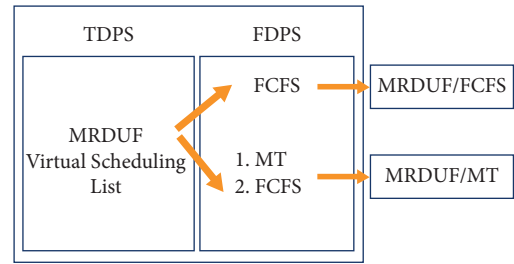 TDPS
FDPS
MRDUF
Virtual Scheduling
List
FCFS
1. MT
2. FCFS
MRDUF/FCFS
MRDUF/MT